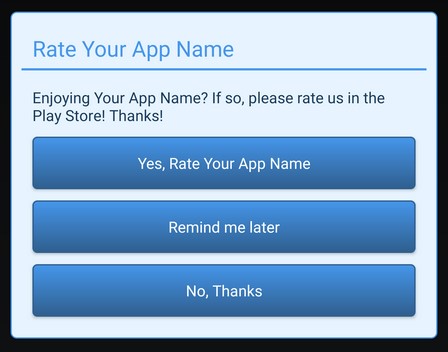 Rate Your App Name
Enjoying Your App Name? If so, please rate us in the
Play Store! Thanks!
Yes, Rate Your App Name
Remind me later
No, Thanks